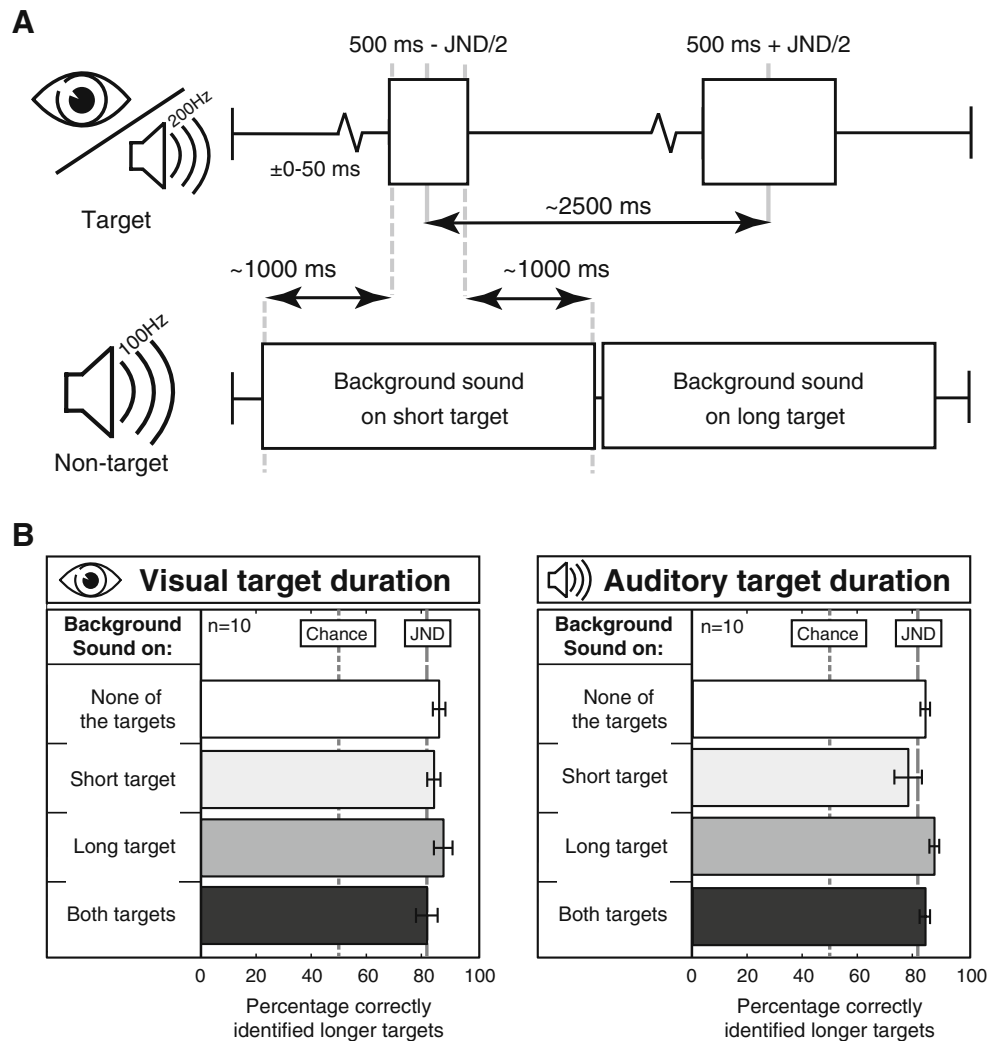 A
500 ms - JND/2
500 ms + JND/2
200Hz
±0-50 ms
Target
~2500 ms
~1000 ms
~1000 ms
100Hz
Background sound
on short target
Background sound
on long target
Non-target
B
Visual target duration
Background
Sound on:
n=10
Chance
JND
None of
the targets
Short target
Long target
Both targets
0 20 40 60 80 100
Percentage correctly
identified longer targets
Auditory target duration
Background
Sound on:
n=10
Chance
JND
None of
the targets
Short target
Long target
Both targets
0 20 40 60 80 100
Percentage correctly
identified longer targets